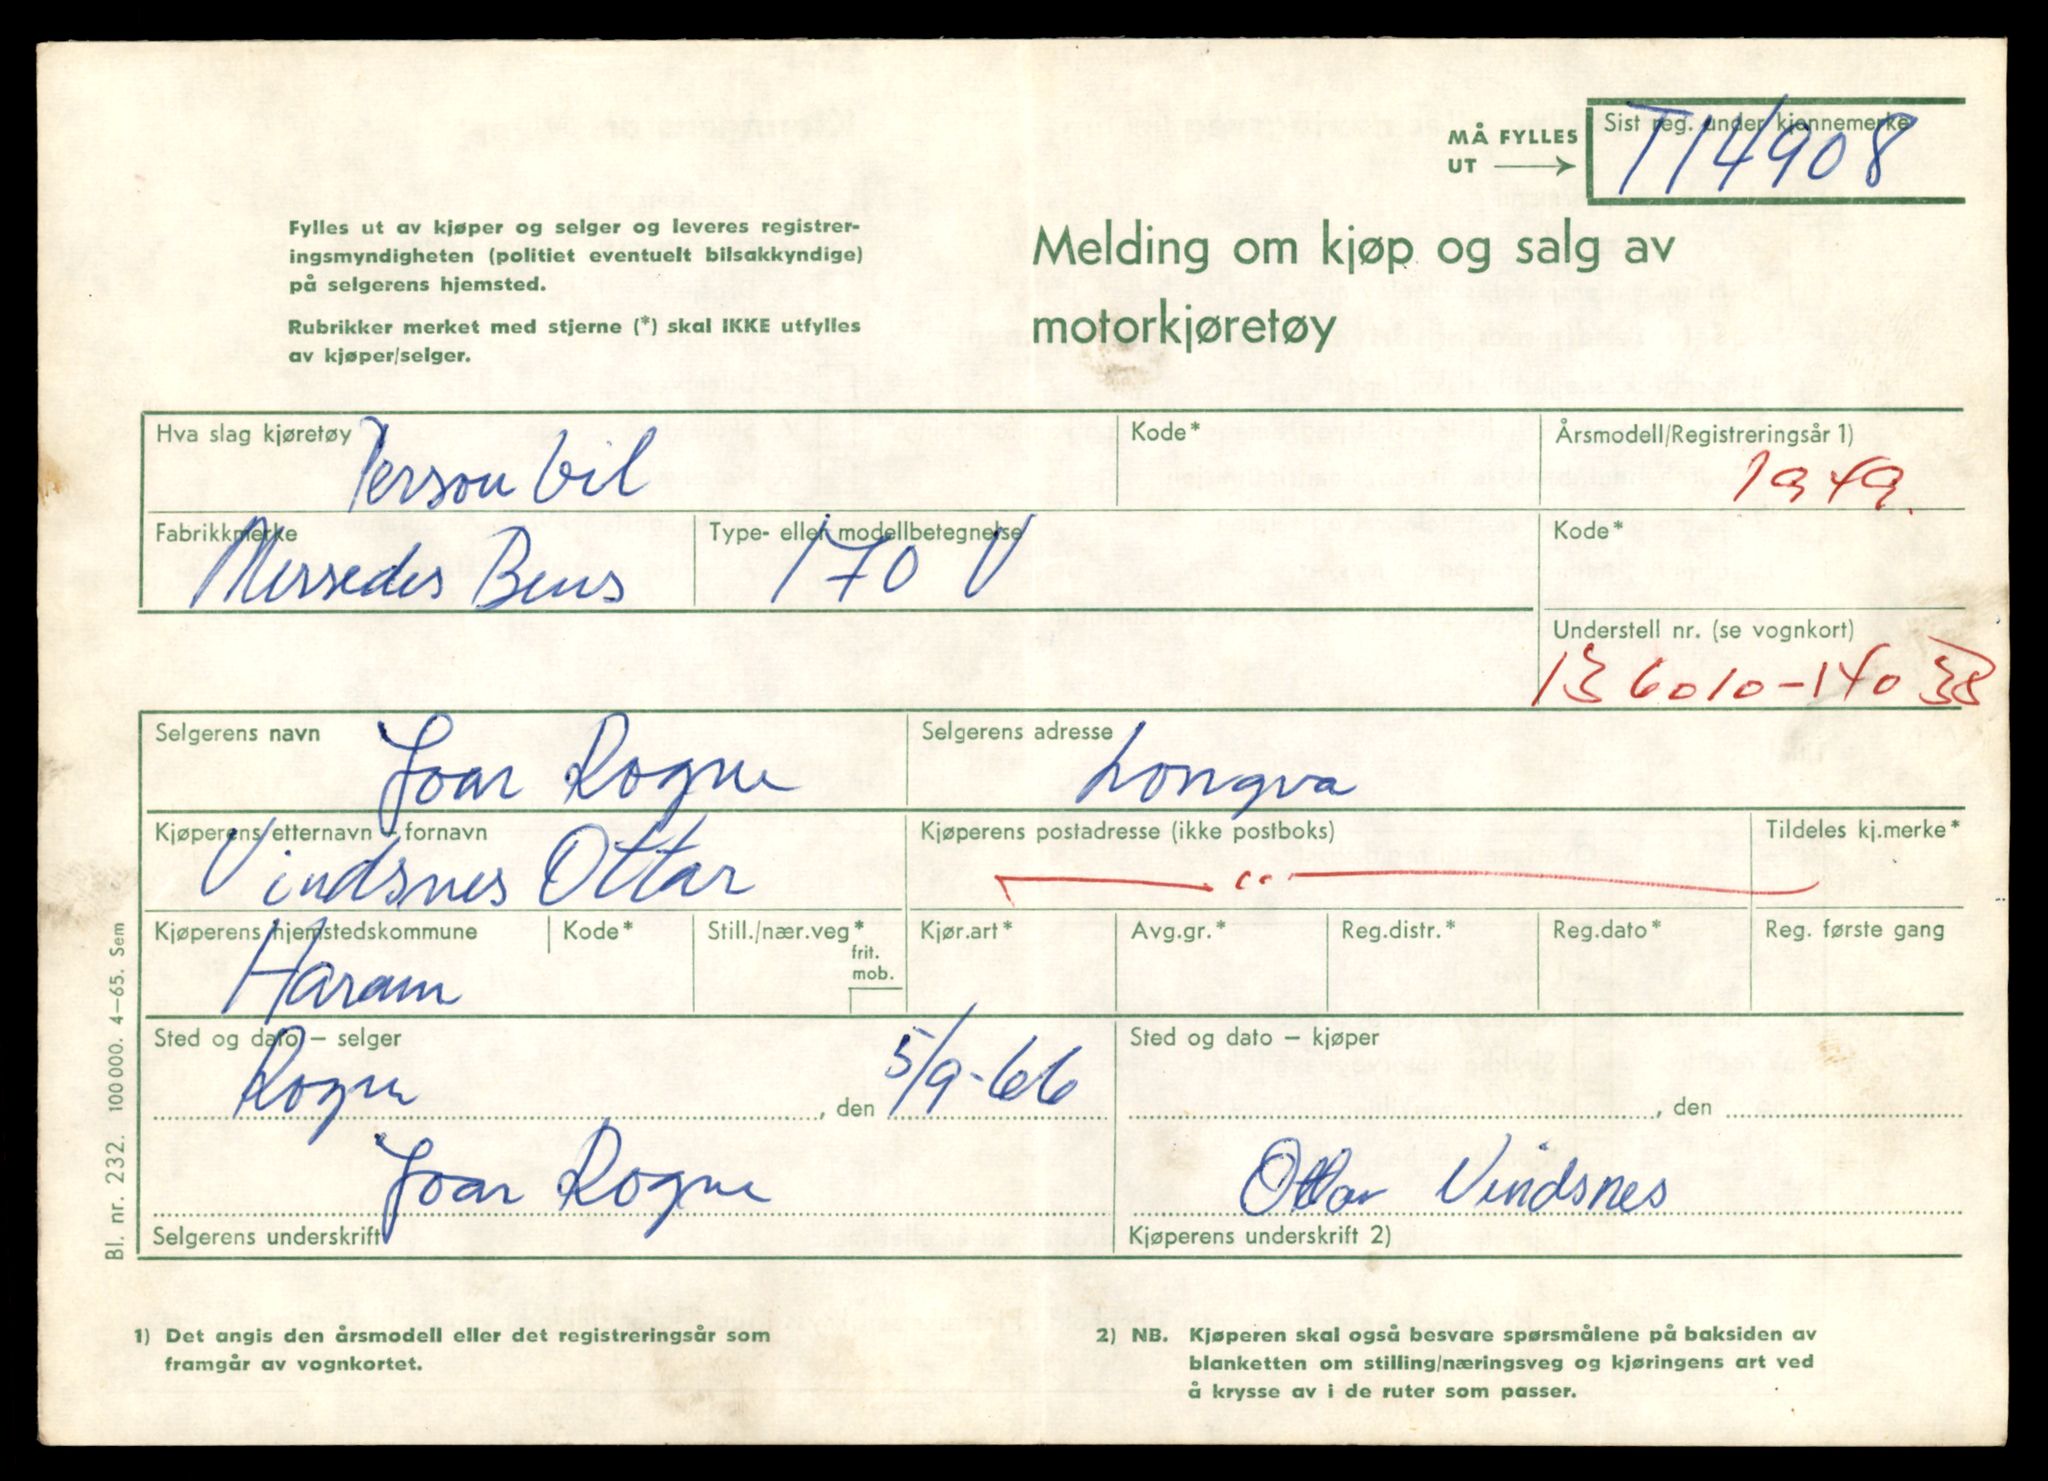 MÅ FYLLES
UT
Sist reg. under kjennemerke
T14908
Fylles ut av kjøper og selger og leveres registrer-
ingsmyndigheten (politiet eventuelt bilsakkyndige)
på selgerens hjemsted.
Rubrikker merket med stjerne (*) skal IKKE utfylles
av kjøper/selger.
Melding om kjøp og salg av
motorkjøretøy
Hva slag kjøretøy
Personbil
Kode*
Årsmodell/Registreringsår 1)
1949.
Fabrikkmerke
Merssedes Bens
Type- eller modellbetegnelse
170 V
Kode*
Understell nr. (se vognkort)
136010-14038
Selgerens navn
Joar Rogne
Selgerens adresse
Longva
Kjøperens etternavn - fornavn
Vindsnes Ottar
Kjøperens postadresse (ikke postboks)
Tildeles kj.merke*
— " —
Kjøperens hjemstedskommune
Haram
Kode*
Still./nær.veg*
frit.
mob.
Kjør.art*
Avg.gr.*
Reg.distr.*
Reg.dato*
Reg. første gang
Sted og dato – selger
Rogne , den 5/9-66
Sted og dato – kjøper
, den
Joar Rogne
Selgerens underskrift
Ottar Vindsnes
Kjøperens underskrift 2)
Bl. nr. 232. 100 000. 4–65. Sem
1) Det angis den årsmodell eller det registreringsår som
framgår av vognkortet.
2) NB. Kjøperen skal også besvare spørsmålene på baksiden av
blanketten om stilling/næringsveg og kjøringens art ved
å krysse av i de ruter som passer.